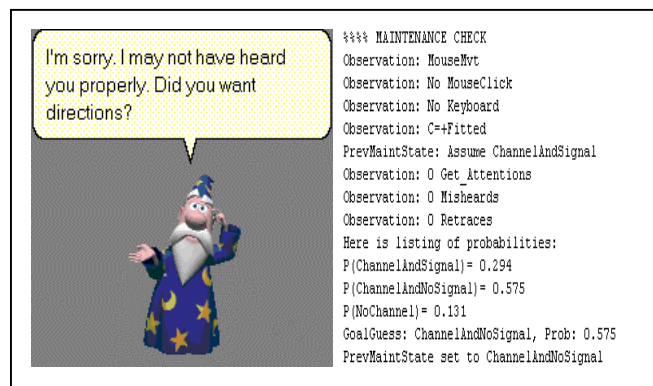 I'm sorry. I may not have heard
you properly. Did you want
directions?
%%%% MAINTENANCE CHECK
Observation: MouseMvt
Observation: No MouseClick
Observation: No Keyboard
Observation: C=+Fitted
PrevMaintState: Assume ChannelAndSignal
Observation: 0 Get_Attentions
Observation: 0 Misheards
Observation: 0 Retraces
Here is listing of probabilities:
P(ChannelAndSignal)= 0.294
P(ChannelAndNoSignal)= 0.575
P(NoChannel)= 0.131
GoalGuess: ChannelAndNoSignal, Prob: 0.575
PrevMaintState set to ChannelAndNoSignal